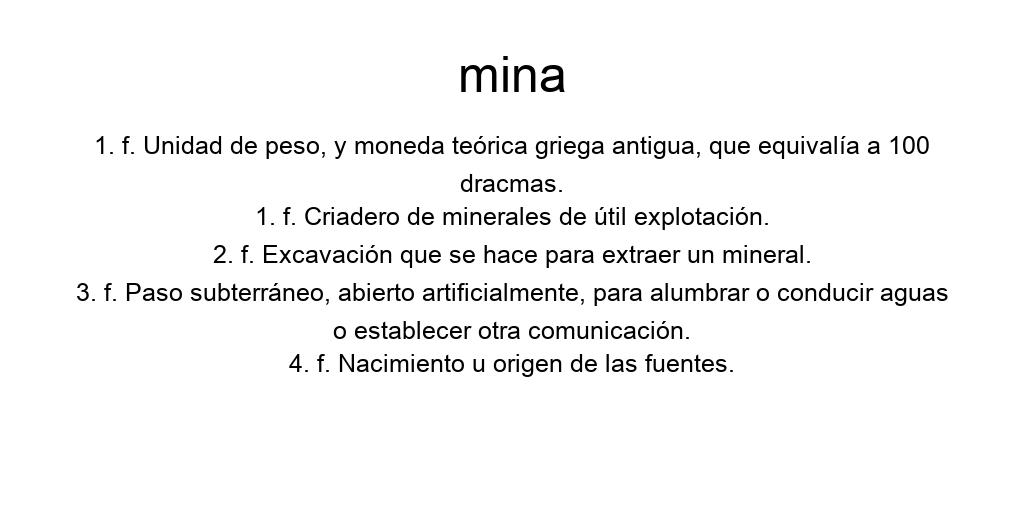 mina
1. f. Unidad de peso, y moneda teórica griega antigua, que equivalía a 100
dracmas.
1. f. Criadero de minerales de útil explotación.
2. f. Excavación que se hace para extraer un mineral.
3. f. Paso subterráneo, abierto artificialmente, para alumbrar o conducir aguas
o establecer otra comunicación.
4. f. Nacimiento u origen de las fuentes.